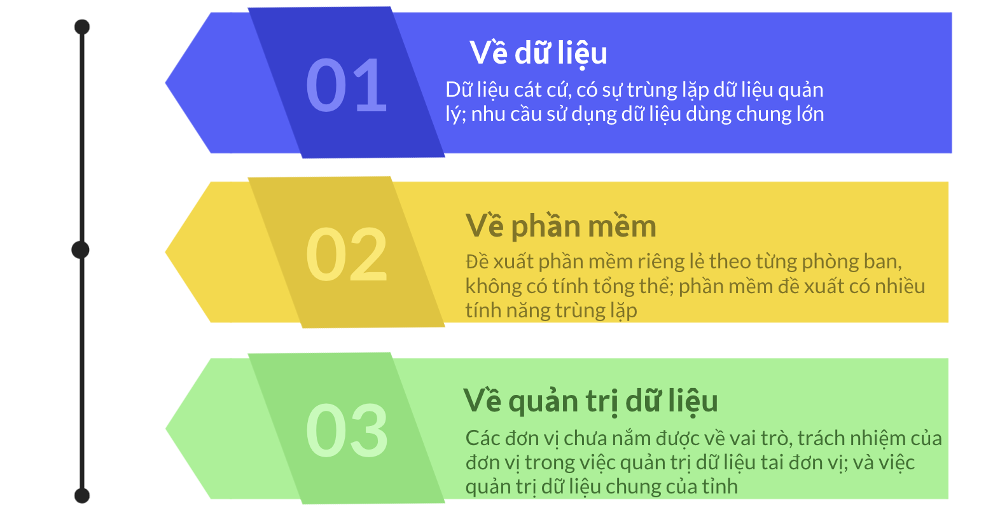 01
Về dữ liệu
Dữ liệu cát cứ, có sự trùng lặp dữ liệu quản
lý; nhu cầu sử dụng dữ liệu dùng chung lớn
02
Về phần mềm
Đề xuất phần mềm riêng lẻ theo từng phòng ban,
không có tính tổng thể; phần mềm đề xuất có nhiều
tính năng trùng lặp
03
Về quản trị dữ liệu
Các đơn vị chưa nắm được về vai trò, trách nhiệm của
đơn vị trong việc quản trị dữ liệu tai đơn vị; và việc
quản trị dữ liệu chung của tỉnh